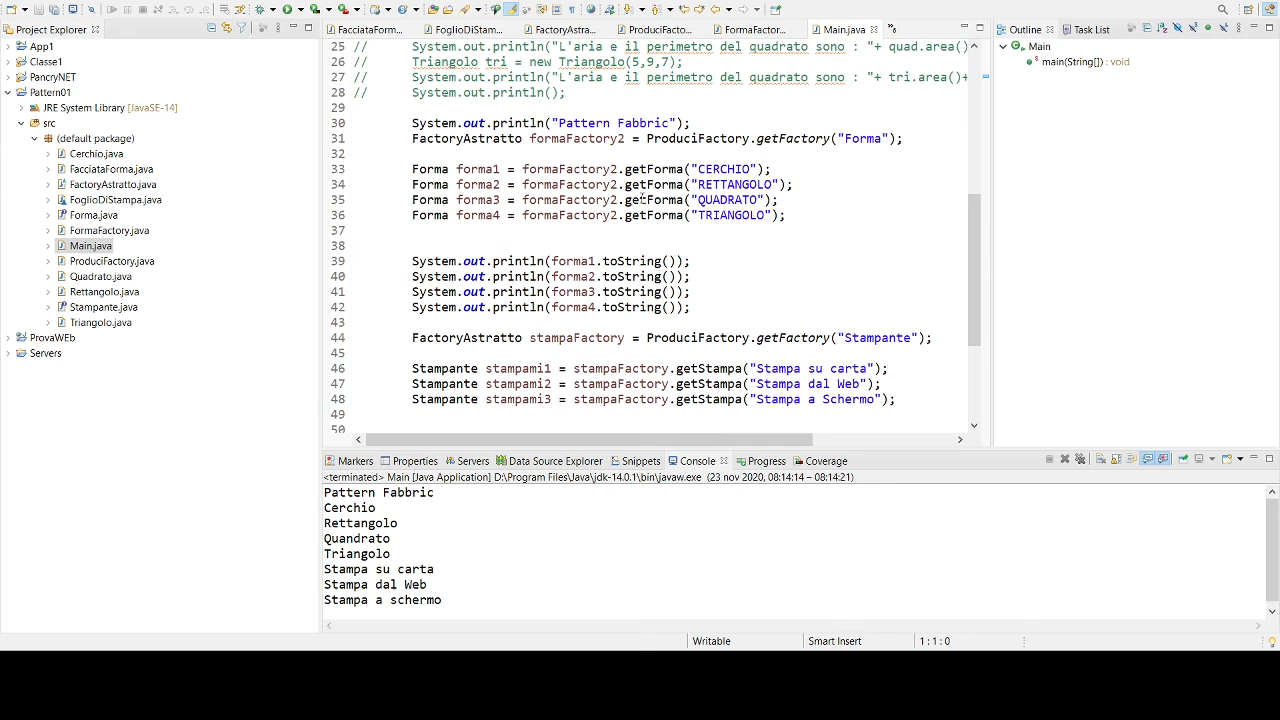 Project Explorer
App1
Classe1
PancryNET
Pattern01
JRE System Library [JavaSE-14]
src
(default package)
Cerchio.java
FacciataForma.java
FactoryAstratto.java
FoglioDiStampa.java
Forma.java
FormaFactory.java
Main.java
ProduciFactory.java
Quadrato.java
Rettangolo.java
Stampante.java
Triangolo.java
ProvaWEb
Servers
FacciataForm...
FoglioDiStam...
FactoryAstra...
ProduciFacto...
FormaFactor...
Main.java
25 // System.out.println("L'aria e il perimetro del quadrato sono : "+ quad.area()
26 // Triangolo tri = new Triangolo(5,9,7);
27 // System.out.println("L'aria e il perimetro del quadrato sono : "+ tri.area()+
28 // System.out.println();
29
30 System.out.println("Pattern Fabbric");
31 FactoryAstratto formaFactory2 = ProduciFactory.getFactory("Forma");
32
33 Forma forma1 = formaFactory2.getForma("CERCHIO");
34 Forma forma2 = formaFactory2.getForma("RETTANGOLO");
35 Forma forma3 = formaFactory2.getForma("QUADRATO");
36 Forma forma4 = formaFactory2.getForma("TRIANGOLO");
37
38
39 System.out.println(forma1.toString());
40 System.out.println(forma2.toString());
41 System.out.println(forma3.toString());
42 System.out.println(forma4.toString());
43
44 FactoryAstratto stampaFactory = ProduciFactory.getFactory("Stampante");
45
46 Stampante stampami1 = stampaFactory.getStampa("Stampa su carta");
47 Stampante stampami2 = stampaFactory.getStampa("Stampa dal Web");
48 Stampante stampami3 = stampaFactory.getStampa("Stampa a Schermo");
49
50
Outline
Task List
Main
main(String[]) : void
Markers
Properties
Servers
Data Source Explorer
Snippets
Console
Progress
Coverage
<terminated> Main [Java Application] D:\Program Files\Java\jdk-14.0.1\bin\javaw.exe (23 nov 2020, 08:14:14 – 08:14:21)
Pattern Fabbric
Cerchio
Rettangolo
Quandrato
Triangolo
Stampa su carta
Stampa dal Web
Stampa a schermo
Writable
Smart Insert
1 : 1 : 0